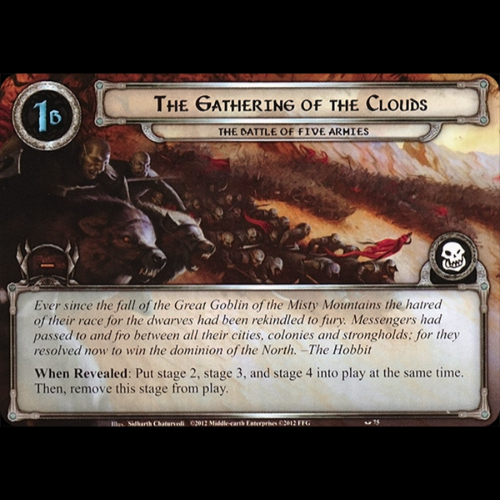 1B
THE GATHERING OF THE CLOUDS
THE BATTLE OF FIVE ARMIES
Ever since the fall of the Great Goblin of the Misty Mountains the hatred
of their race for the dwarves had been rekindled to fury. Messengers had
passed to and fro between all their cities, colonies and strongholds; for they
resolved now to win the dominion of the North. –The Hobbit
When Revealed: Put stage 2, stage 3, and stage 4 into play at the same time.
Then, remove this stage from play.
Illus. Sidharth Chaturvedi ©2012 Middle-earth Enterprises ©2012 FFG 75